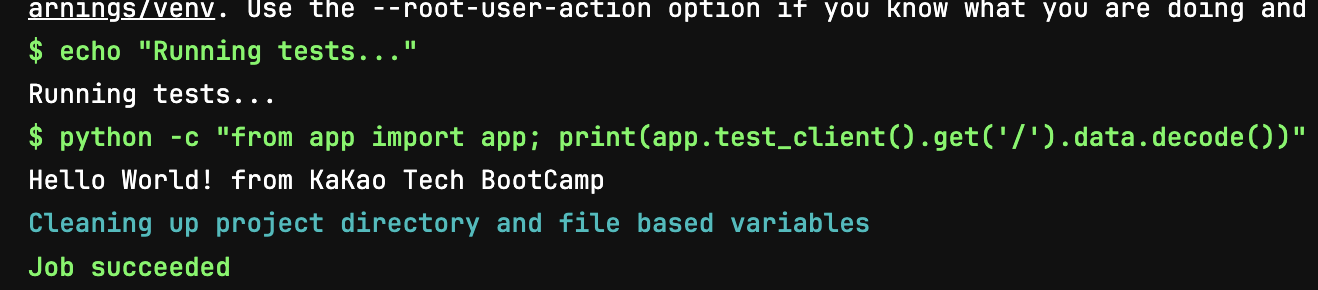 arnings/venv. Use the --root-user-action option if you know what you are doing and
$ echo "Running tests..."
Running tests...
$ python -c "from app import app; print(app.test_client().get('/').data.decode())"
Hello World! from KaKao Tech BootCamp
Cleaning up project directory and file based variables
Job succeeded